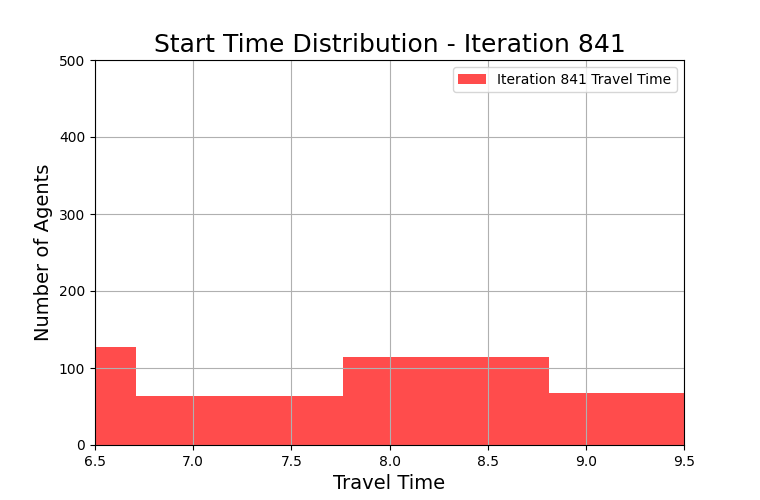 Start Time Distribution - Iteration 841
Iteration 841 Travel Time
Number of Agents
500
400
300
200
100
0
6.5 7.0 7.5 8.0 8.5 9.0 9.5
Travel Time